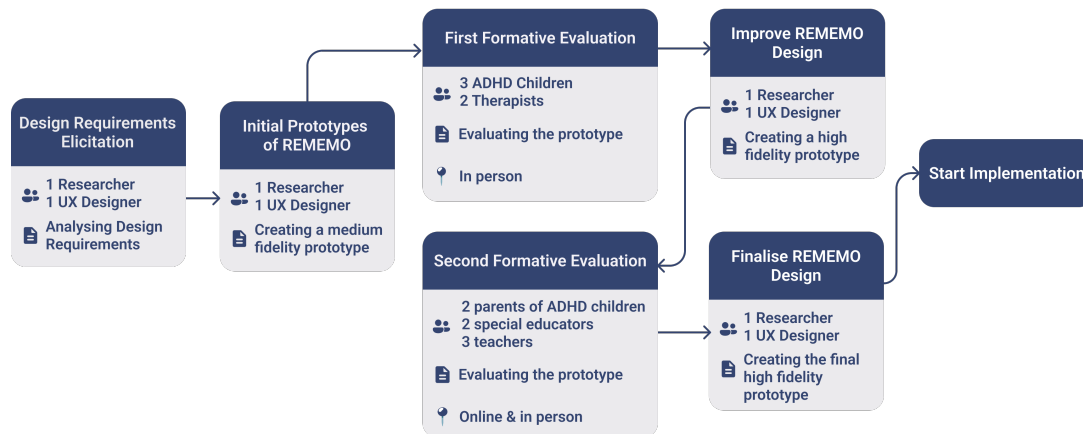 Design Requirements
Elicitation
1 Researcher
1 UX Designer
Analysing Design
Requirements
Initial Prototypes
of REMEMO
1 Researcher
1 UX Designer
Creating a medium
fidelity prototype
First Formative Evaluation
3 ADHD Children
2 Therapists
Evaluating the prototype
In person
Improve REMEMO
Design
1 Researcher
1 UX Designer
Creating a high
fidelity prototype
Second Formative Evaluation
2 parents of ADHD children
2 special educators
3 teachers
Evaluating the prototype
Online & in person
Finalise REMEMO
Design
1 Researcher
1 UX Designer
Creating the final
high fidelity
prototype
Start Implementation